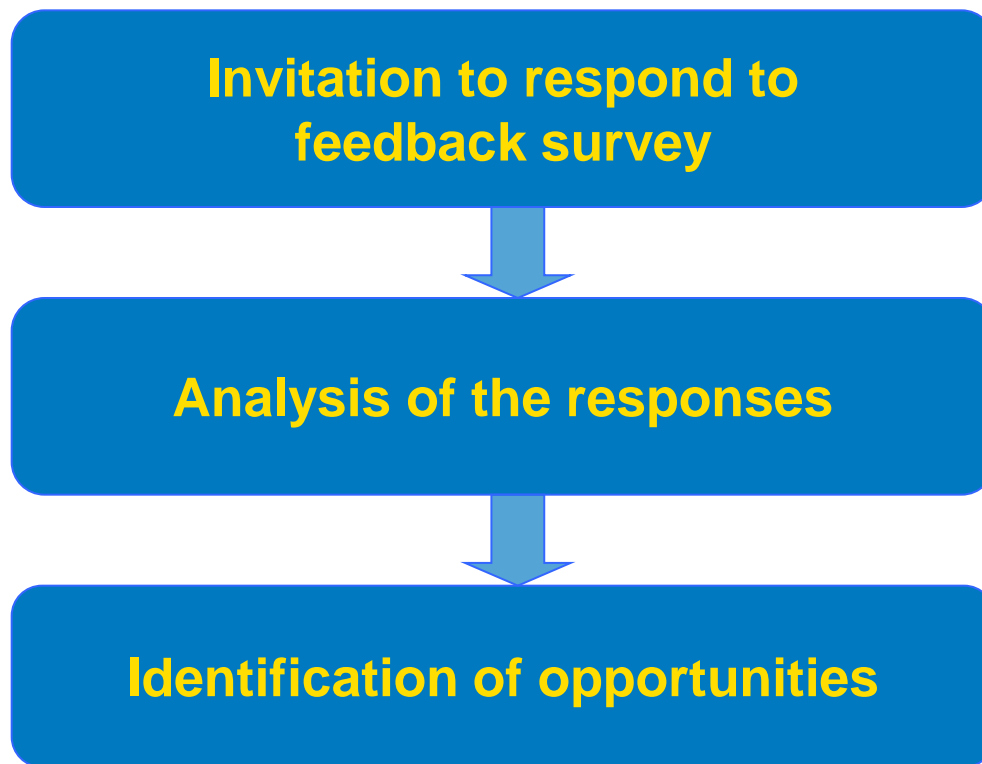 Invitation to respond to
feedback survey
Analysis of the responses
Identification of opportunities